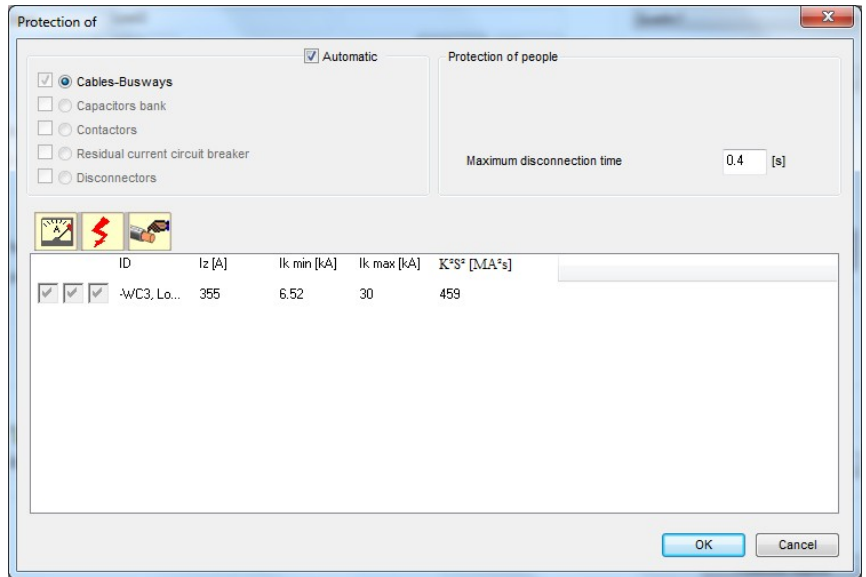 Protection of
Automatic
Cables-Busways
Capacitors bank
Contactors
Residual current circuit breaker
Disconnectors
Protection of people
Maximum disconnection time 0.4 [s]
A
ID Iz [A] Ik min [kA] Ik max [kA] K²S² [MA²s]
-WC3, Lo... 355 6.52 30 459
OK Cancel